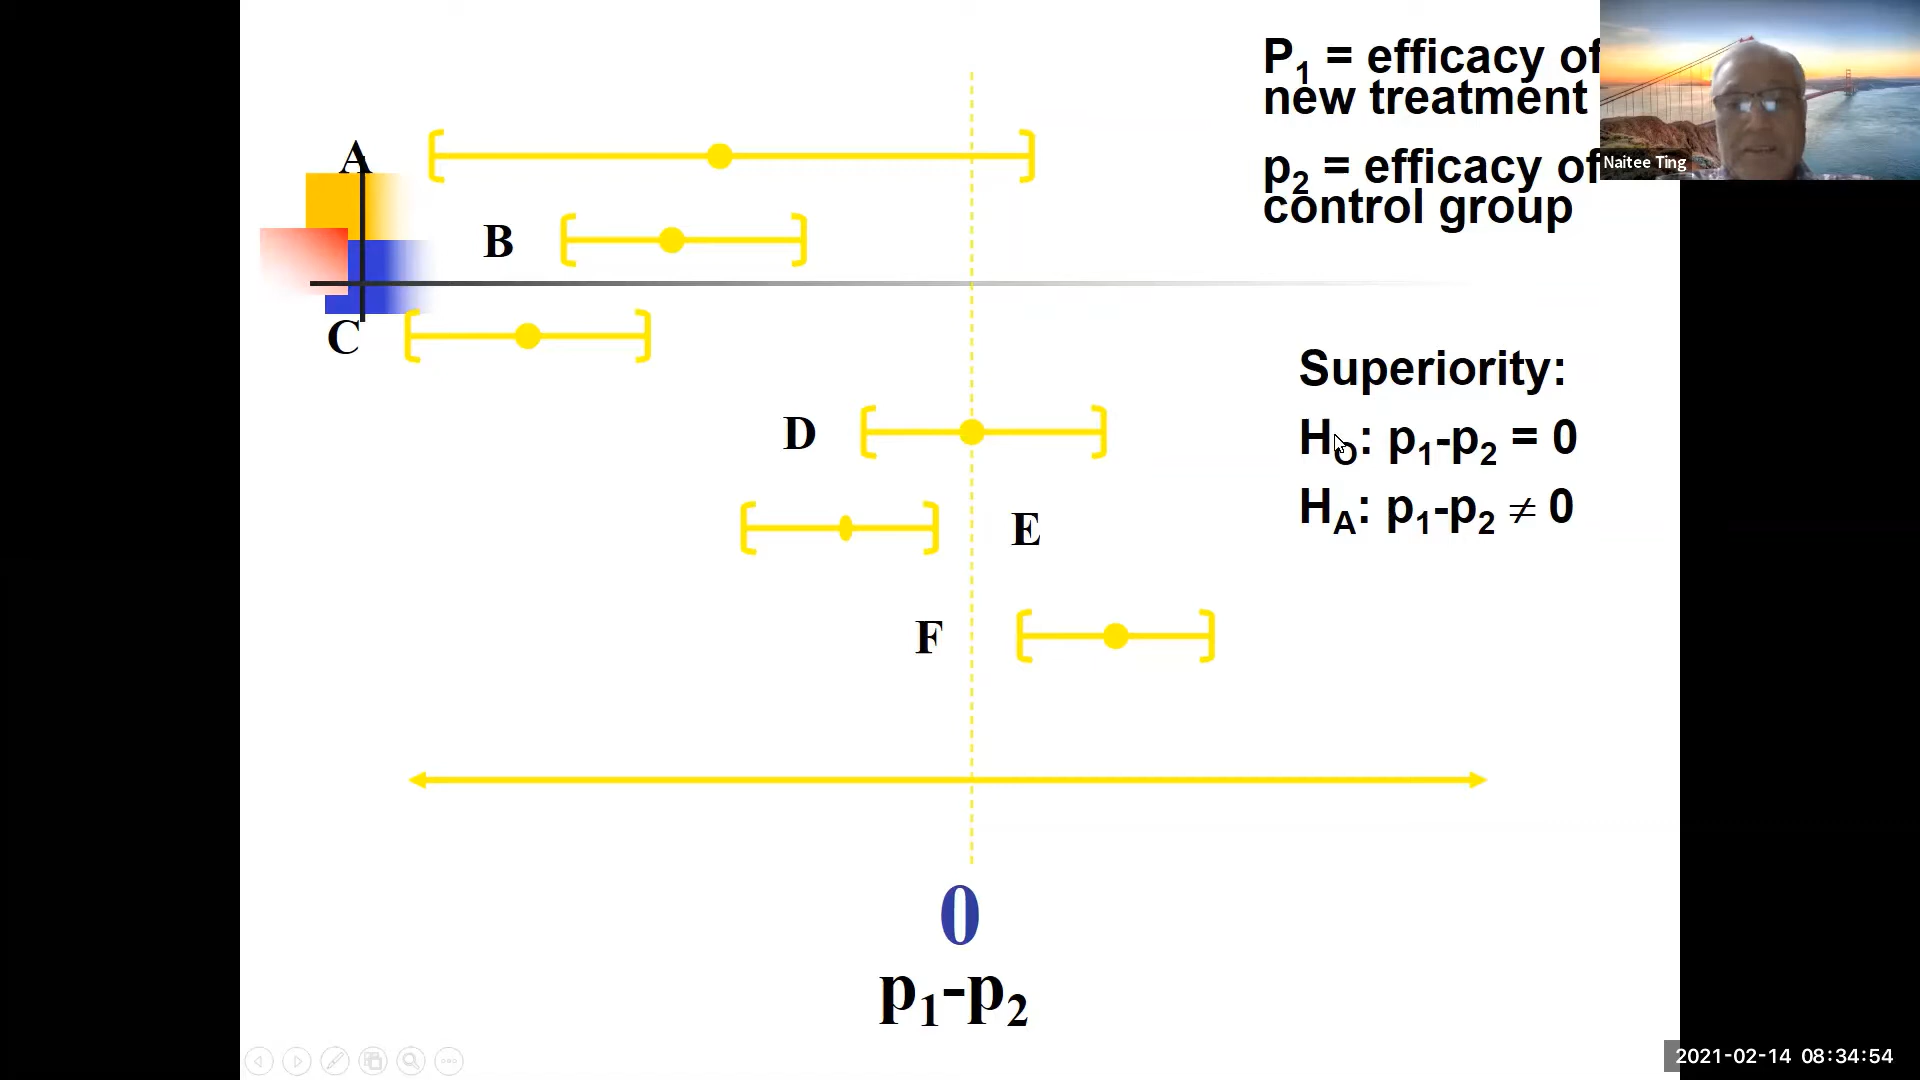 P1 = efficacy of
new treatment
p2 = efficacy of
control group
Naitee Ting
A
B
C
Superiority:
HO: p1-p2 = 0
HA: p1-p2 ≠ 0
D
E
F
0
p1-p2
2021-02-14 08:34:54